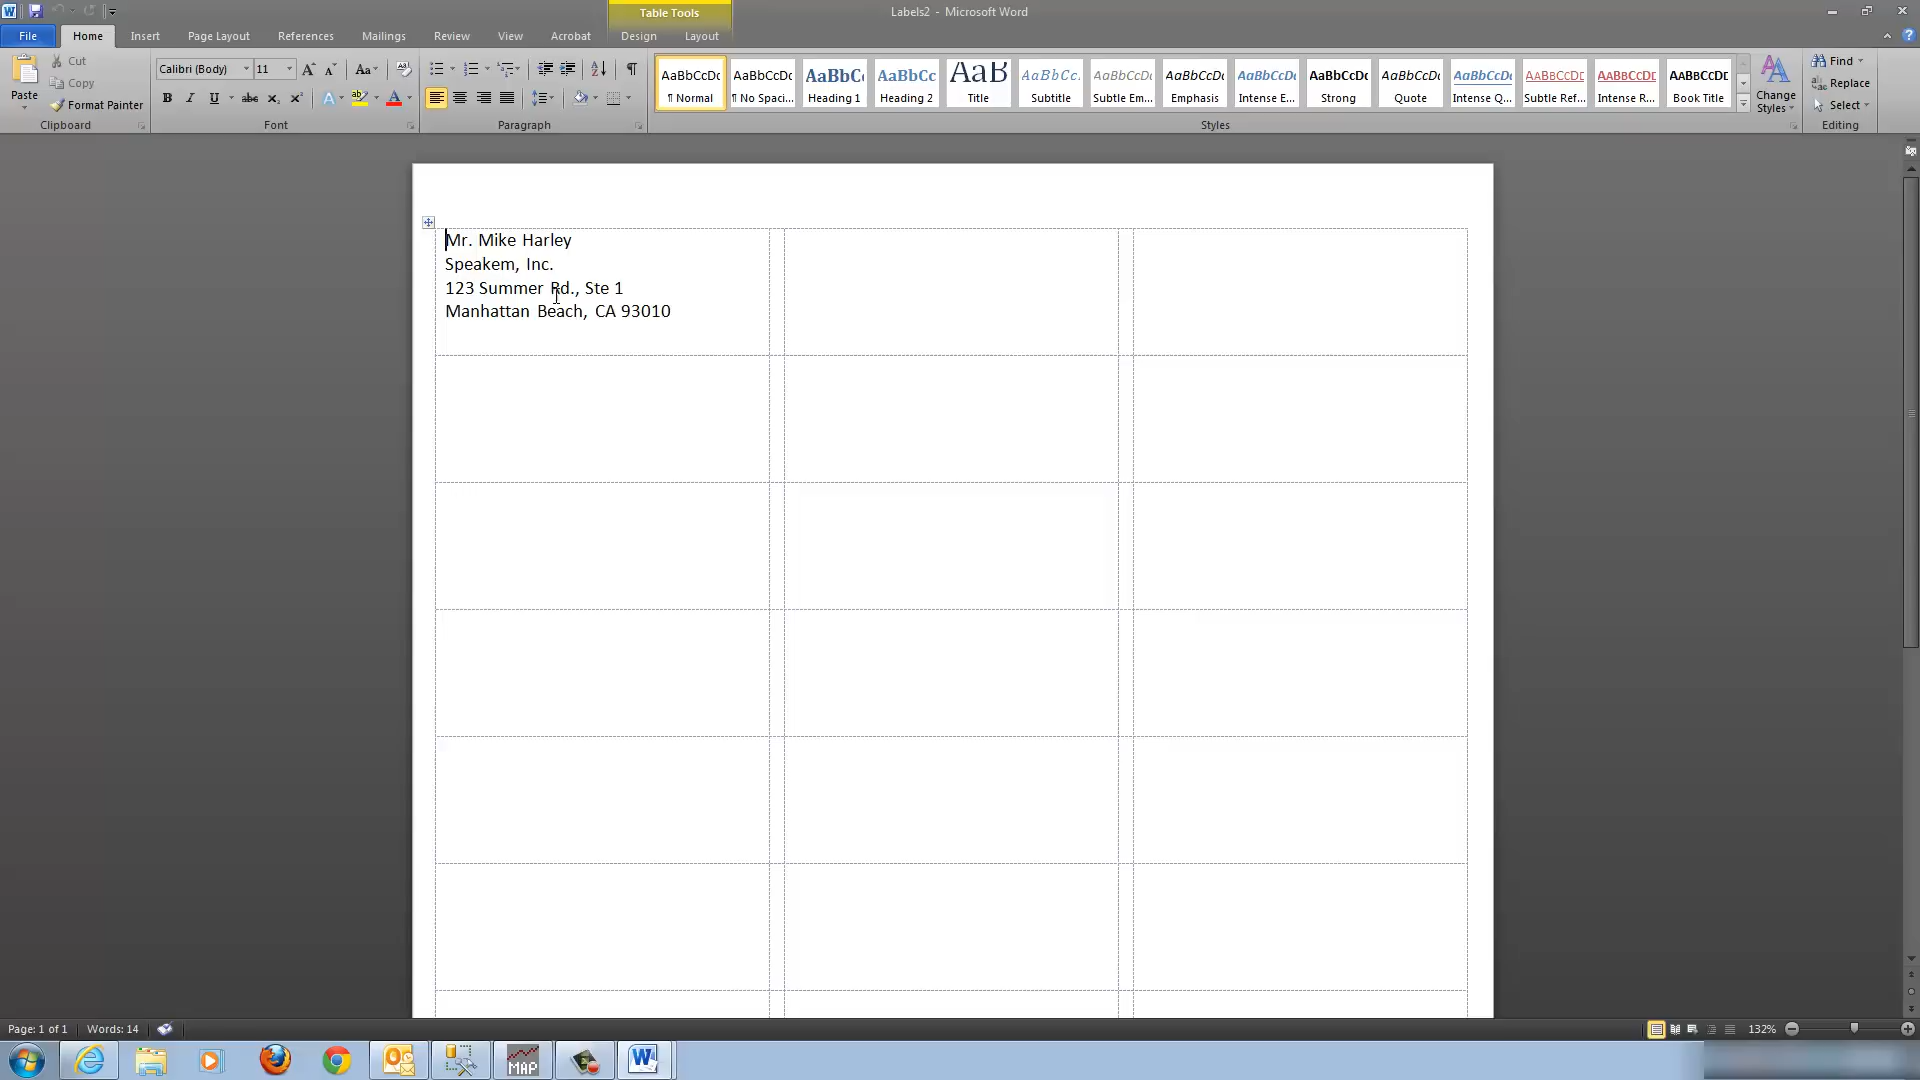 Table Tools
Labels2 - Microsoft Word
File Home Insert Page Layout References Mailings Review View Acrobat Design Layout
Paste
Cut
Copy
Format Painter
Clipboard
Calibri (Body) 11
Font
Paragraph
AaBbCcDc AaBbCcDc AaBbC AaBbCc AaB AaBbCc. AaBbCcDc AaBbCcDc AaBbCcDc AaBbCcDc AaBbCcDc AaBbCcDc AABBCCDE AABBCCDE AABBCCDE
¶ Normal ¶ No Spaci... Heading 1 Heading 2 Title Subtitle Subtle Em... Emphasis Intense E... Strong Quote Intense Q... Subtle Ref... Intense R... Book Title
Change
Styles
Styles
Find
Replace
Select
Editing
Mr. Mike Harley
Speakem, Inc.
123 Summer Rd., Ste 1
Manhattan Beach, CA 93010
Page: 1 of 1 Words: 14
132%
MAP